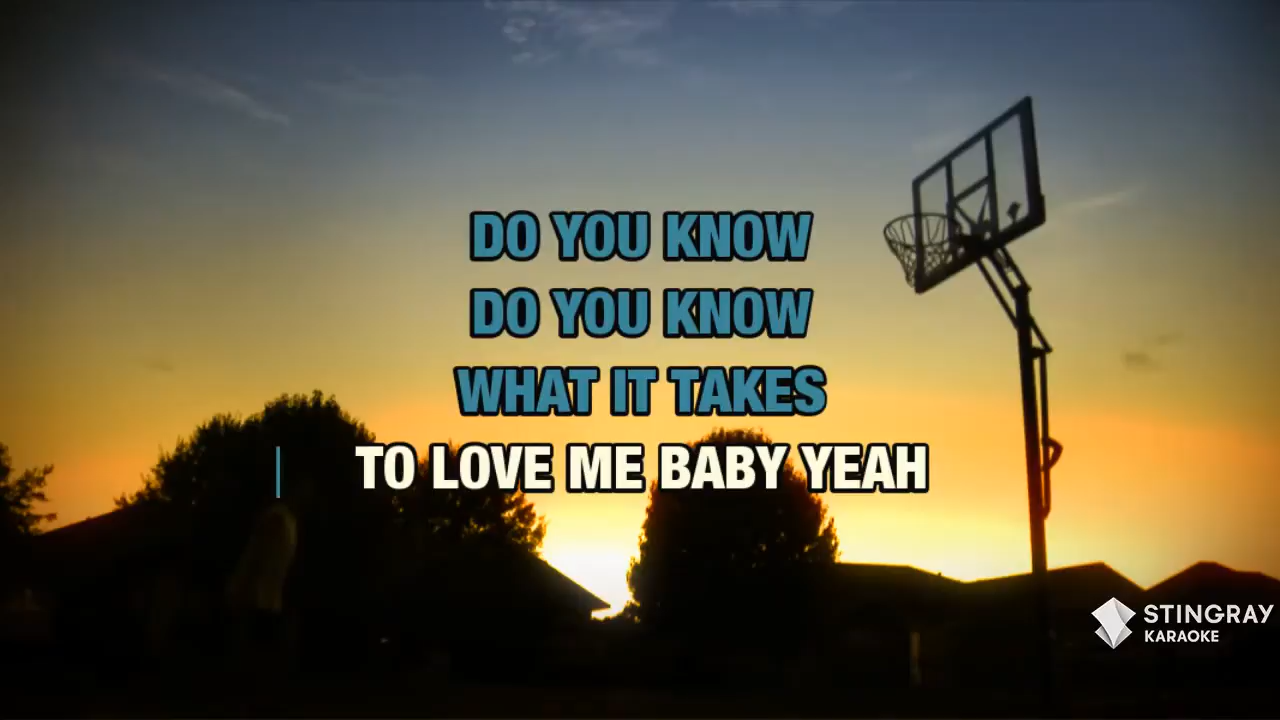 DO YOU KNOW
DO YOU KNOW
WHAT IT TAKES
TO LOVE ME BABY YEAH
STINGRAY
KARAOKE